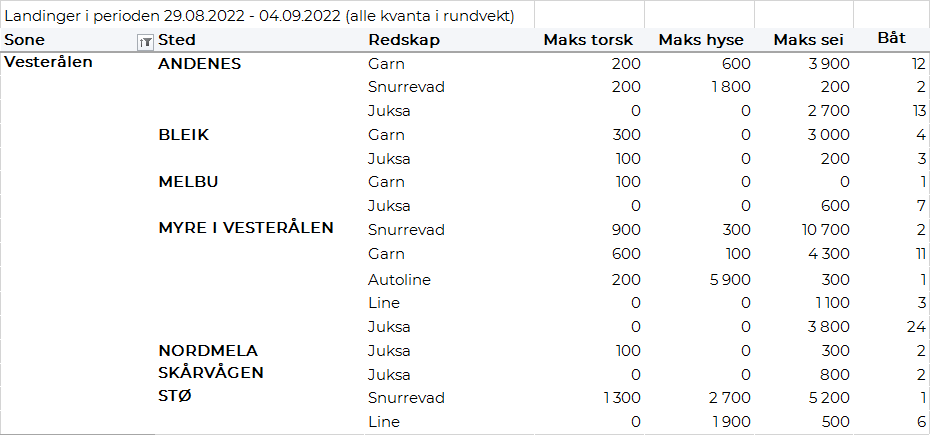 Landinger i perioden 29.08.2022 - 04.09.2022 (alle kvanta i rundvekt)
Sone Sted Redskap Maks torsk Maks hyse Maks sei Båt
Vesterålen ANDENES Garn 200 600 3 900 12
Snurrevad 200 1 800 200 2
Juksa 0 0 2 700 13
BLEIK Garn 300 0 3 000 4
Juksa 100 0 200 3
MELBU Garn 100 0 0 1
Juksa 0 0 600 7
MYRE I VESTERÅLEN Snurrevad 900 300 10 700 2
Garn 600 100 4 300 11
Autoline 200 5 900 300 1
Line 0 0 1 100 3
Juksa 0 0 3 800 24
NORDMELA Juksa 100 0 300 2
SKÅRVÅGEN Juksa 0 0 800 2
STØ Snurrevad 1 300 2 700 5 200 1
Line 0 1 900 500 6